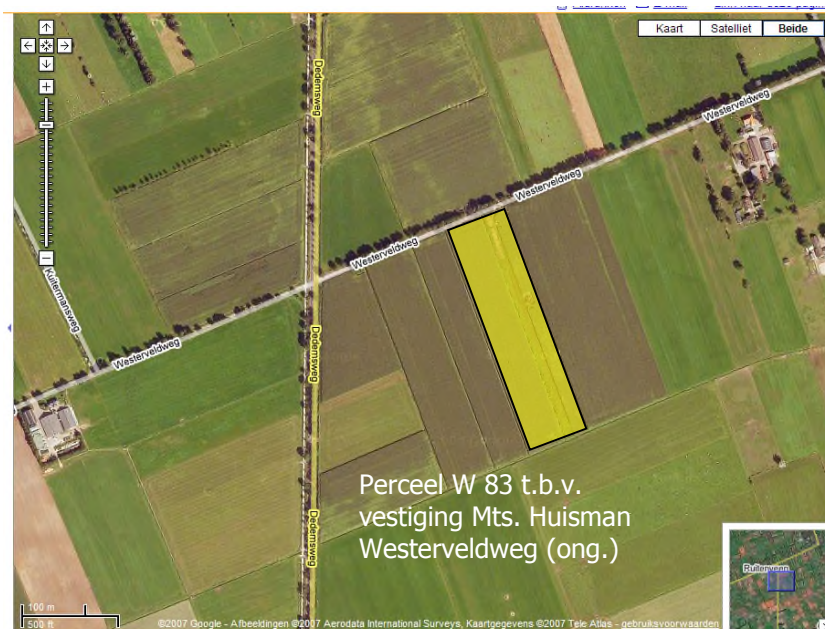 Kaart Satelliet Beide
Dedemsweg
Westerveldweg
Westerveldweg
Westerveldweg
Kuitermansweg
Westerveldweg
Dedemsweg
Dedemsweg
Perceel W 83 t.b.v.
vestiging Mts. Huisman
Westerveldweg (ong.)
Ruitenveen
100 m
500 ft
©2007 Google - Afbeeldingen ©2007 Aerodata International Surveys, Kaartgegevens ©2007 Tele Atlas - gebruiksvoorwaarden